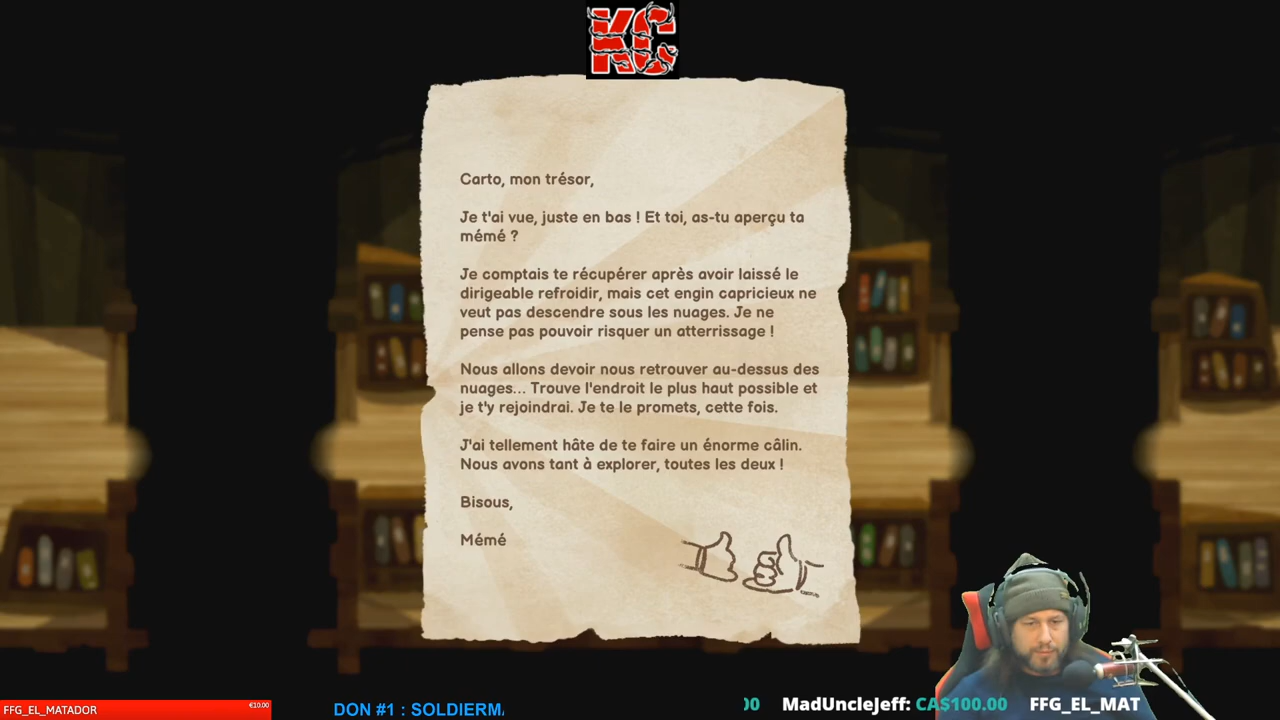 KC
Carto, mon trésor,
Je t'ai vue, juste en bas ! Et toi, as-tu aperçu ta
mémé ?
Je comptais te récupérer après avoir laissé le
dirigeable refroidir, mais cet engin capricieux ne
veut pas descendre sous les nuages. Je ne
pense pas pouvoir risquer un atterrissage !
Nous allons devoir nous retrouver au-dessus des
nuages... Trouve l'endroit le plus haut possible et
je t'y rejoindrai. Je te le promets, cette fois.
J'ai tellement hâte de te faire un énorme câlin.
Nous avons tant à explorer, toutes les deux !
Bisous,
Mémé
FFG_EL_MATADOR €10.00
DON #1 : SOLDIERM
00 MadUncleJeff: CA$100.00 FFG_EL_MAT